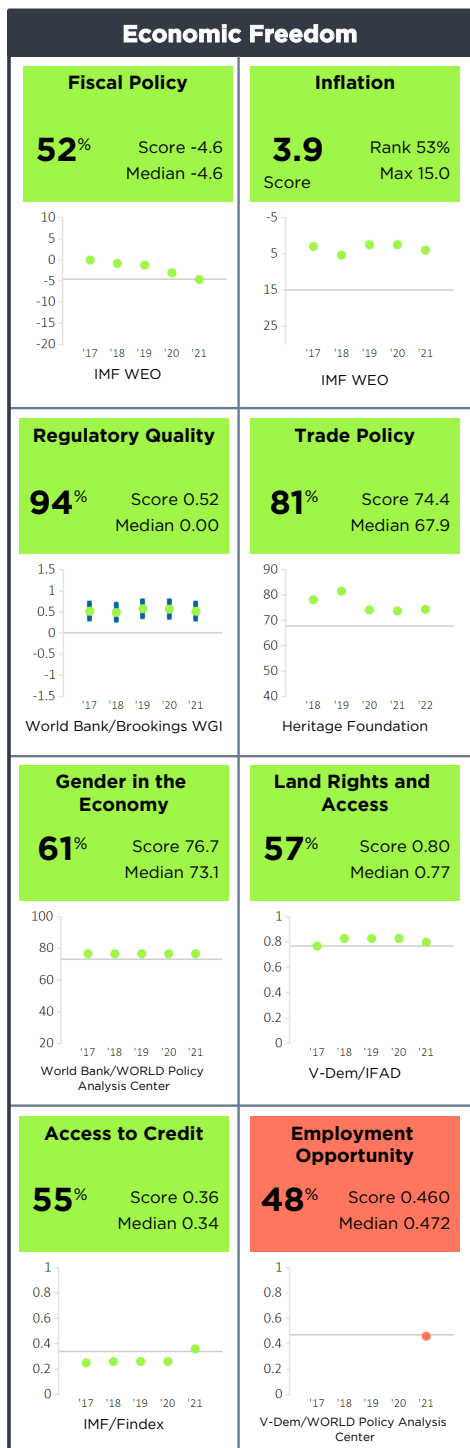 Economic Freedom
Fiscal Policy
52%
Score -4.6
Median -4.6
10
5
0
-5
-10
-15
-20
'17 '18 '19 '20 '21
IMF WEO
Inflation
3.9
Score
Rank 53%
Max 15.0
-5
5
15
25
'17 '18 '19 '20 '21
IMF WEO
Regulatory Quality
94%
Score 0.52
Median 0.00
1.5
1
0.5
0
-0.5
-1
-1.5
'17 '18 '19 '20 '21
World Bank/Brookings WGI
Trade Policy
81%
Score 74.4
Median 67.9
90
80
70
60
50
40
'18 '19 '20 '21 '22
Heritage Foundation
Gender in the
Economy
61%
Score 76.7
Median 73.1
100
80
60
40
20
'17 '18 '19 '20 '21
World Bank/WORLD Policy
Analysis Center
Land Rights and
Access
57%
Score 0.80
Median 0.77
1
0.8
0.6
0.4
0.2
0
'17 '18 '19 '20 '21
V-Dem/IFAD
Access to Credit
55%
Score 0.36
Median 0.34
1
0.8
0.6
0.4
0.2
0
'17 '18 '19 '20 '21
IMF/Findex
Employment
Opportunity
48%
Score 0.460
Median 0.472
1
0.8
0.6
0.4
0.2
0
'17 '18 '19 '20 '21
V-Dem/WORLD Policy Analysis
Center